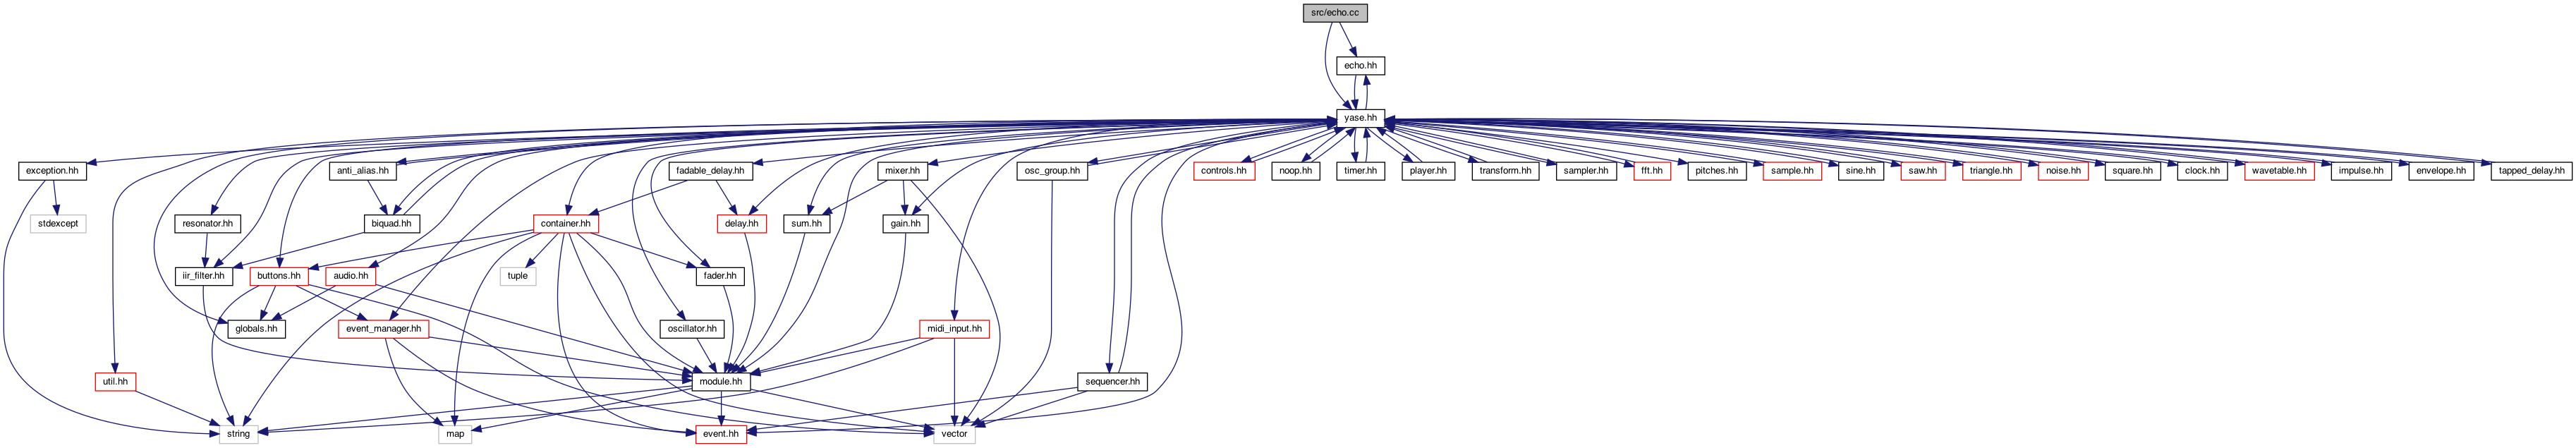 src/echo.cc
echo.hh
yase.hh
exception.hh
anti_alias.hh
fadable_delay.hh
mixer.hh
osc_group.hh
controls.hh
noop.hh
timer.hh
player.hh
transform.hh
sampler.hh
fft.hh
pitches.hh
sample.hh
sine.hh
saw.hh
triangle.hh
noise.hh
square.hh
clock.hh
wavetable.hh
impulse.hh
envelope.hh
tapped_delay.hh
stdexcept
resonator.hh
biquad.hh
container.hh
delay.hh
sum.hh
gain.hh
iir_filter.hh
buttons.hh
audio.hh
tuple
fader.hh
globals.hh
event_manager.hh
oscillator.hh
midi_input.hh
util.hh
module.hh
sequencer.hh
string
map
event.hh
vector